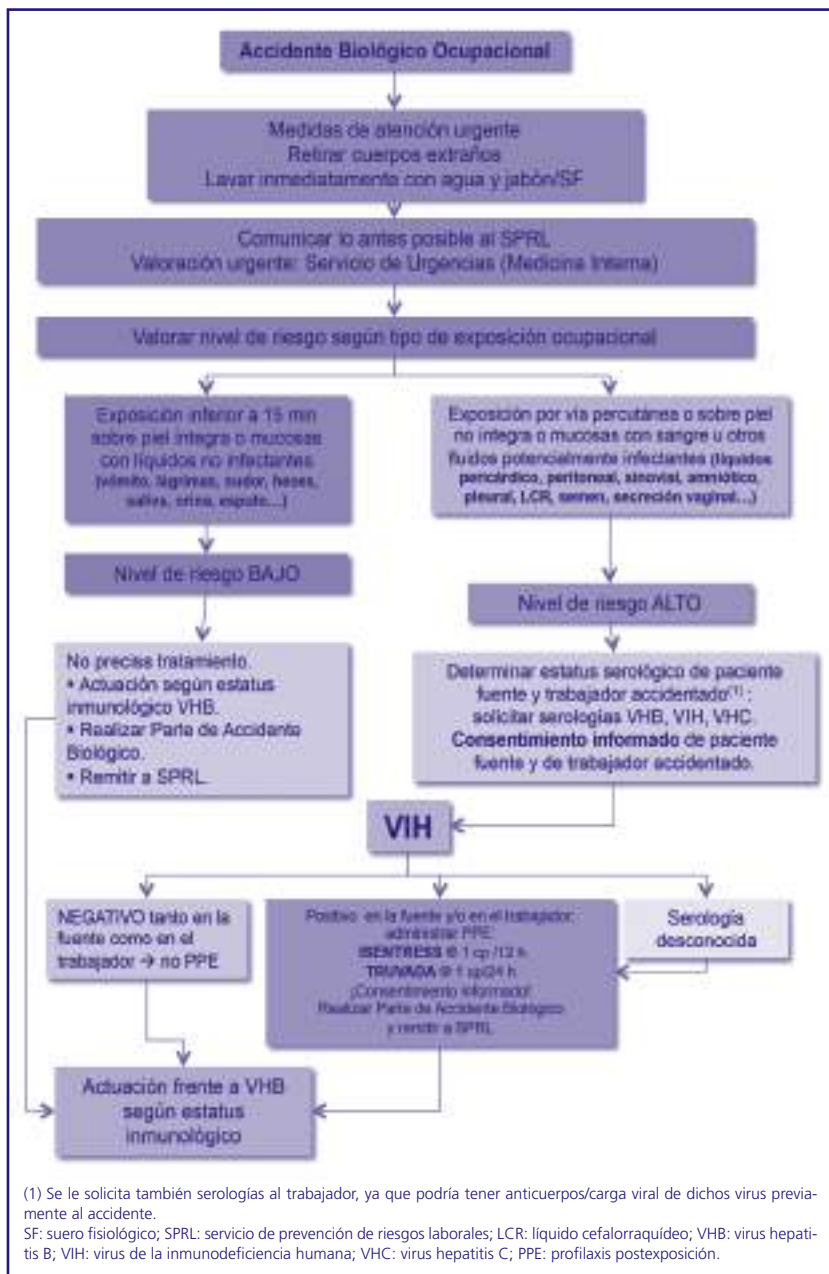 Accidente Biológico Ocupacional
Medidas de atención urgente
Retirar cuerpos extraños
Lavar inmediatamente con agua y jabón/SF
Comunicar lo antes posible al SPRL
Valoración urgente: Servicio de Urgencias (Medicina Interna)
Valorar nivel de riesgo según tipo de exposición ocupacional
Exposición inferior a 15 min
sobre piel íntegra o mucosas
con líquidos no infectantes
(vómito, lágrimas, sudor, heces,
saliva, orina, esputo...)
Nivel de riesgo BAJO
No precisa tratamiento.
• Actuación según estatus
inmunológico VHB.
• Realizar Parte de Accidente
Biológico.
• Remitir a SPRL.
Exposición por vía percutánea o sobre piel
no íntegra o mucosas con sangre u otros
fluidos potencialmente infectantes (líquidos
pericárdico, peritoneal, sinovial, amniótico,
pleural, LCR, semen, secreción vaginal...)
Nivel de riesgo ALTO
Determinar estatus serológico de paciente
fuente y trabajador accidentado(1) :
solicitar serologías VHB, VIH, VHC.
Consentimiento informado de paciente
fuente y de trabajador accidentado.
VIH
NEGATIVO tanto en la
fuente como en el
trabajador → no PPE
Positivo en la fuente y/o en el trabajador:
administrar PPE
ISENTRESS ® 1 cp /12 h.
TRUVADA ® 1 cp/24 h.
¡Consentimiento informado!
Realizar Parte de Accidente Biológico
y remitir a SPRL
Serología
desconocida
Actuación frente a VHB
según estatus
inmunológico
(1) Se le solicita también serologías al trabajador, ya que podría tener anticuerpos/carga viral de dichos virus previa-
mente al accidente.
SF: suero fisiológico; SPRL: servicio de prevención de riesgos laborales; LCR: líquido cefalorraquídeo; VHB: virus hepati-
tis B; VIH: virus de la inmunodeficiencia humana; VHC: virus hepatitis C; PPE: profilaxis postexposición.